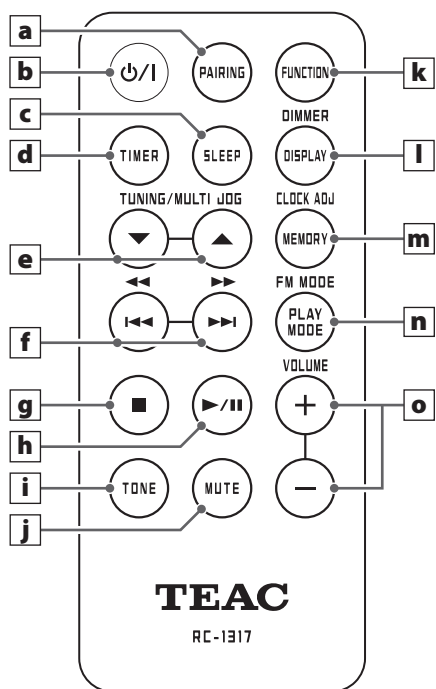 a
b
⏻/I PAIRING FUNCTION
k
c
DIMMER
d
TIMER SLEEP DISPLAY
l
TUNING/MULTI JOG CLOCK ADJ
MEMORY
m
e
FM MODE
PLAY
MODE
n
f
VOLUME
g
+
o
h
−
i
TONE MUTE
j
TEAC
RC-1317